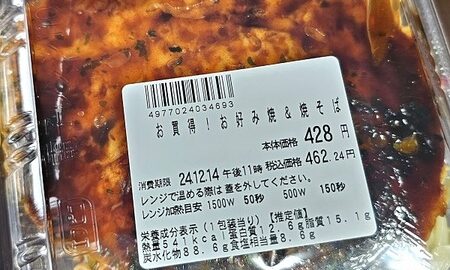 4977024034693
お買得!お好み焼&焼そば
本体価格 428円
消費期限 24.12.14 午後11時 税込価格 462.24円
レンジで温める際は蓋を外してください。
レンジ加熱目安 1500W 50秒 500W 150秒
栄養成分表示(1包装当り)【推定値】
熱量541kcal蛋白質12.6g脂質15.1g
炭水化物88.6g食塩相当量8.6g